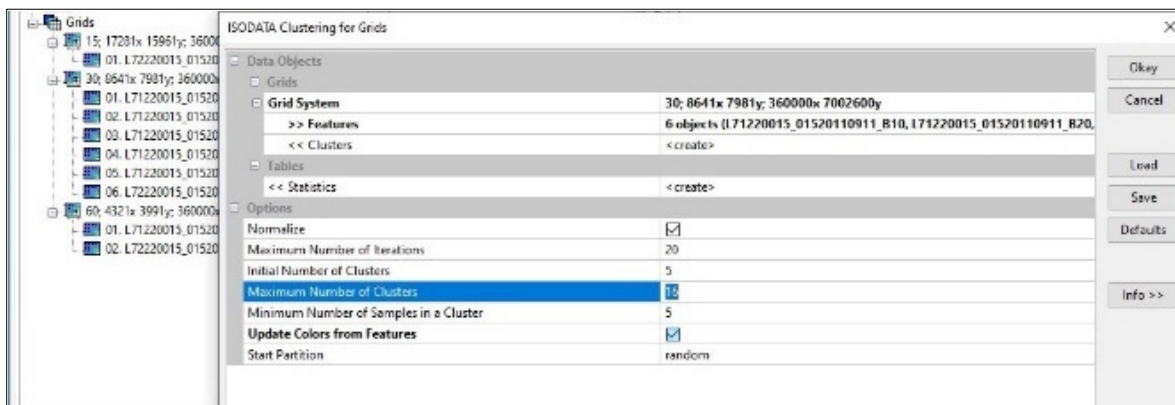 Grids
15; 17281x 15961y; 36000
01. L72220015_01520
30; 8641x 7981y; 360000x
01. L71220015_01520
02. L71220015_01520
03. L71220015_01520
04. L71220015_01520
05. L71220015_01520
06. L72220015_01520
60; 4321x 3991y; 360000x
01. L71220015_01520
02. L72220015_01520
ISODATA Clustering for Grids
Data Objects
Grids
Grid System 30; 8641x 7981y; 360000x 7002600y
>> Features 6 objects (L71220015_01520110911_B10, L71220015_01520110911_B20,
<< Clusters <create>
Tables
<< Statistics <create>
Options
Normalize
Maximum Number of Iterations 20
Initial Number of Clusters 5
Maximum Number of Clusters 16
Minimum Number of Samples in a Cluster 5
Update Colors from Features
Start Partition random
Okay
Cancel
Load
Save
Defaults
Info >>